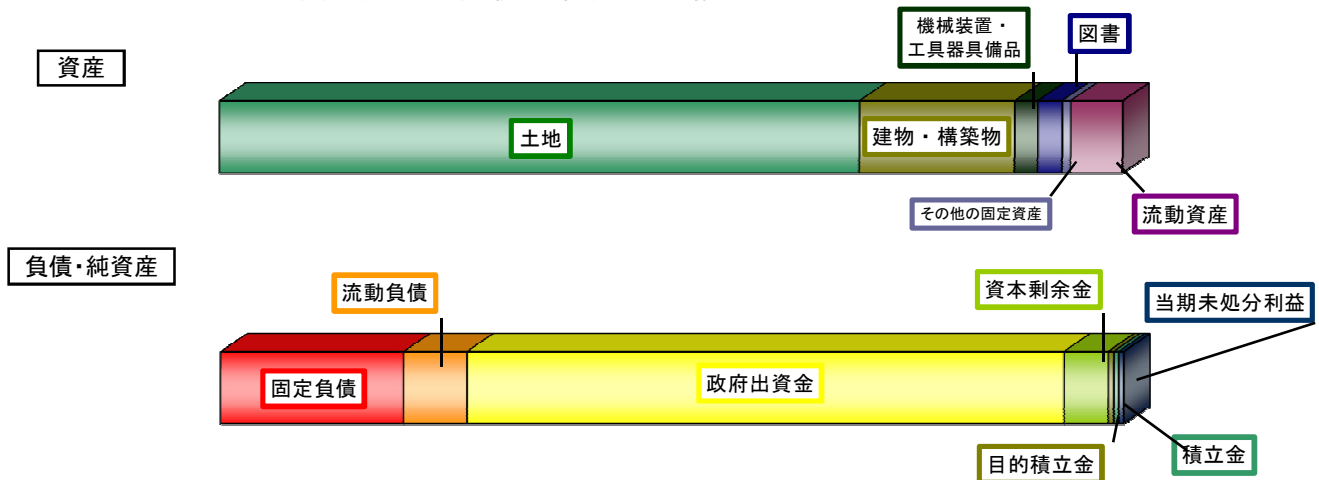 機械装置・
工具器具備品
図書
資産
土地
建物・構築物
その他の固定資産
流動資産
負債・純資産
流動負債
資本剰余金
当期未処分利益
固定負債
政府出資金
目的積立金
積立金